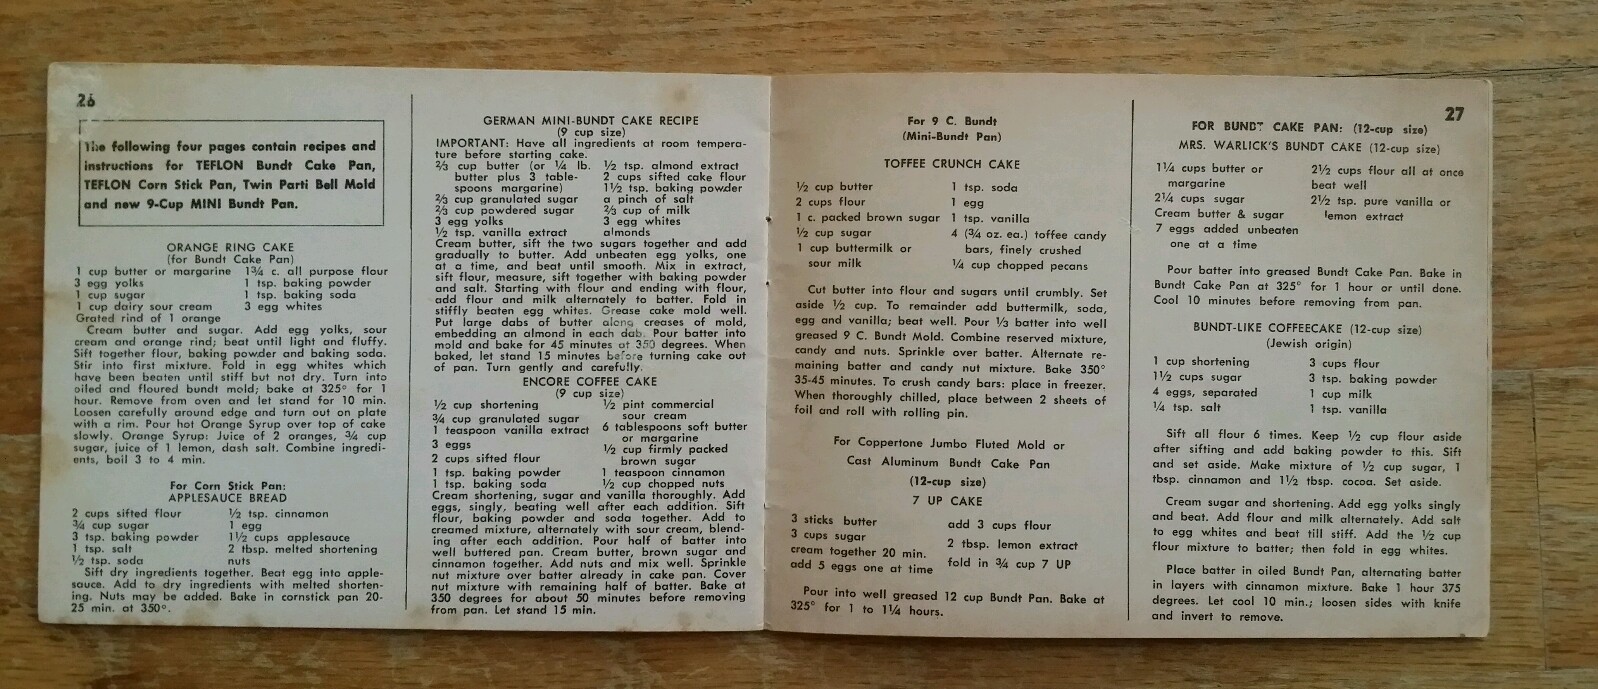 26
The following four pages contain recipes and
instructions for TEFLON Bundt Cake Pan,
TEFLON Corn Stick Pan, Twin Parti Bell Mold
and new 9-Cup MINI Bundt Pan.
ORANGE RING CAKE
(for Bundt Cake Pan)
1 cup butter or margarine 1¾ c. all purpose flour
3 egg yolks 1 tsp. baking powder
1 cup sugar 1 tsp. baking soda
1 cup dairy sour cream 3 egg whites
Grated rind of 1 orange
Cream butter and sugar. Add egg yolks, sour
cream and orange rind; beat until light and fluffy.
Sift together flour, baking powder and baking soda.
Stir into first mixture. Fold in egg whites which
have been beaten until stiff but not dry. Turn into
oiled and floured bundt mold; bake at 325° for 1
hour. Remove from oven and let stand for 10 min.
Loosen carefully around edge and turn out on plate
with a rim. Pour hot Orange Syrup over top of cake
slowly. Orange Syrup: Juice of 2 oranges, ¾ cup
sugar, juice of 1 lemon, dash salt. Combine ingredi-
ents, boil 3 to 4 min.
For Corn Stick Pan:
APPLESAUCE BREAD
2 cups sifted flour ½ tsp. cinnamon
¾ cup sugar 1 egg
3 tsp. baking powder 1½ cups applesauce
1 tsp. salt 2 tbsp. melted shortening
½ tsp. soda nuts
Sift dry ingredients together. Beat egg into apple-
sauce. Add to dry ingredients with melted shorten-
ing. Nuts may be added. Bake in cornstick pan 20-
25 min. at 350°.
GERMAN MINI-BUNDT CAKE RECIPE
(9 cup size)
IMPORTANT: Have all ingredients at room tempera-
ture before starting cake.
⅔ cup butter (or ¼ lb. ½ tsp. almond extract
butter plus 3 table- 2 cups sifted cake flour
spoons margarine) 1½ tsp. baking powder
⅔ cup granulated sugar a pinch of salt
⅔ cup powdered sugar ⅔ cup of milk
3 egg yolks 3 egg whites
½ tsp. vanilla extract almonds
Cream butter, sift the two sugars together and add
gradually to butter. Add unbeaten egg yolks, one
at a time, and beat until smooth. Mix in extract,
sift flour, measure, sift together with baking powder
and salt. Starting with flour and ending with flour,
add flour and milk alternately to batter. Fold in
stiffly beaten egg whites. Grease cake mold well.
Put large dabs of butter along creases of mold,
embedding an almond in each dab. Pour batter into
mold and bake for 45 minutes at 350 degrees. When
baked, let stand 15 minutes before turning cake out
of pan. Turn gently and carefully.
ENCORE COFFEE CAKE
(9 cup size)
½ cup shortening ½ pint commercial
¾ cup granulated sugar sour cream
1 teaspoon vanilla extract 6 tablespoons soft butter
3 eggs or margarine
2 cups sifted flour ½ cup firmly packed
brown sugar
1 tsp. baking powder 1 teaspoon cinnamon
1 tsp. baking soda ½ cup chopped nuts
Cream shortening, sugar and vanilla thoroughly. Add
eggs, singly, beating well after each addition. Sift
flour, baking powder and soda together. Add to
creamed mixture, alternately with sour cream, blend-
ing after each addition. Pour half of batter into
well buttered pan. Cream butter, brown sugar and
cinnamon together. Add nuts and mix well. Sprinkle
nut mixture over batter already in cake pan. Cover
nut mixture with remaining half of batter. Bake at
350 degrees for about 50 minutes before removing
from pan. Let stand 15 min.
For 9 C. Bundt
(Mini-Bundt Pan)
TOFFEE CRUNCH CAKE
½ cup butter 1 tsp. soda
2 cups flour 1 egg
1 c. packed brown sugar 1 tsp. vanilla
½ cup sugar 4 (¾ oz. ea.) toffee candy
1 cup buttermilk or bars, finely crushed
sour milk ¼ cup chopped pecans
Cut butter into flour and sugars until crumbly. Set
aside ½ cup. To remainder add buttermilk, soda,
egg and vanilla; beat well. Pour ⅓ batter into well
greased 9 C. Bundt Mold. Combine reserved mixture,
candy and nuts. Sprinkle over batter. Alternate re-
maining batter and candy nut mixture. Bake 350°
35-45 minutes. To crush candy bars: place in freezer.
When thoroughly chilled, place between 2 sheets of
foil and roll with rolling pin.
For Coppertone Jumbo Fluted Mold or
Cast Aluminum Bundt Cake Pan
(12-cup size)
7 UP CAKE
3 sticks butter add 3 cups flour
3 cups sugar 2 tbsp. lemon extract
cream together 20 min. fold in ¾ cup 7 UP
add 5 eggs one at time
Pour into well greased 12 cup Bundt Pan. Bake at
325° for 1 to 1¼ hours.
27
FOR BUNDT CAKE PAN: (12-cup size)
MRS. WARLICK'S BUNDT CAKE (12-cup size)
1¼ cups butter or 2½ cups flour all at once
margarine beat well
2¼ cups sugar 2½ tsp. pure vanilla or
Cream butter & sugar lemon extract
7 eggs added unbeaten
one at a time
Pour batter into greased Bundt Cake Pan. Bake in
Bundt Cake Pan at 325° for 1 hour or until done.
Cool 10 minutes before removing from pan.
BUNDT-LIKE COFFEECAKE (12-cup size)
(Jewish origin)
1 cup shortening 3 cups flour
1½ cups sugar 3 tsp. baking powder
4 eggs, separated 1 cup milk
¼ tsp. salt 1 tsp. vanilla
Sift all flour 6 times. Keep ½ cup flour aside
after sifting and add baking powder to this. Sift
and set aside. Make mixture of ½ cup sugar, 1
tbsp. cinnamon and 1½ tbsp. cocoa. Set aside.
Cream sugar and shortening. Add egg yolks singly
and beat. Add flour and milk alternately. Add salt
to egg whites and beat till stiff. Add the ½ cup
flour mixture to batter; then fold in egg whites.
Place batter in oiled Bundt Pan, alternating batter
in layers with cinnamon mixture. Bake 1 hour 375
degrees. Let cool 10 min.; loosen sides with knife
and invert to remove.